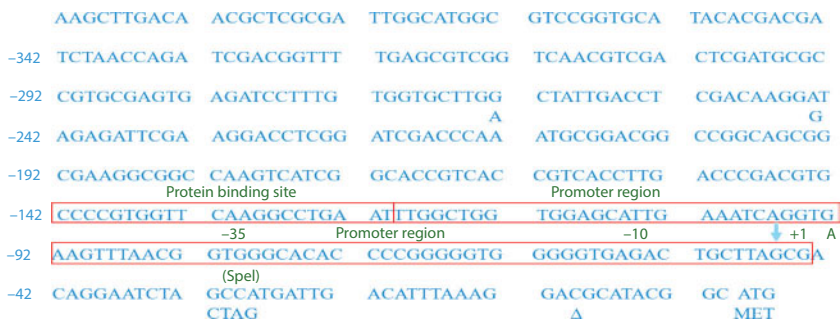 AAGCTTGACA ACGCTCGCGA TTGGCATGGC GTCCGGTGCA TACACGACGA
–342 TCTAACCAGA TCGACGGTTT TGAGCGTCGG TCAACGTCGA CTCGATGCGC
–292 CGTGCGAGTG AGATCCTTTG TGGTGCTTGG CTATTGACCT CGACAAGGAT
A G
–242 AGAGATTCGA AGGACCTCGG ATCGACCCAA ATGCGGACGG CCGGCAGCGG
–192 CGAAGGCGGC CAAGTCATCG GCACCGTCAC CGTCACCTTG ACCCGACGTG
Protein binding site Promoter region
–142 CCCCGTGGTT CAAGGCCTGA ATTTGGCTGG TGGAGCATTG AAATCAGGTG
–35 Promoter region –10 +1 A
–92 AAGTTTAACG GTGGGCACAC CCCGGGGGTG GGGGTGAGAC TGCTTAGCGA
(SpeI)
–42 CAGGAATCTA GCCATGATTG ACATTTAAAG GACGCATACG GC ATG
CTAG Δ MET